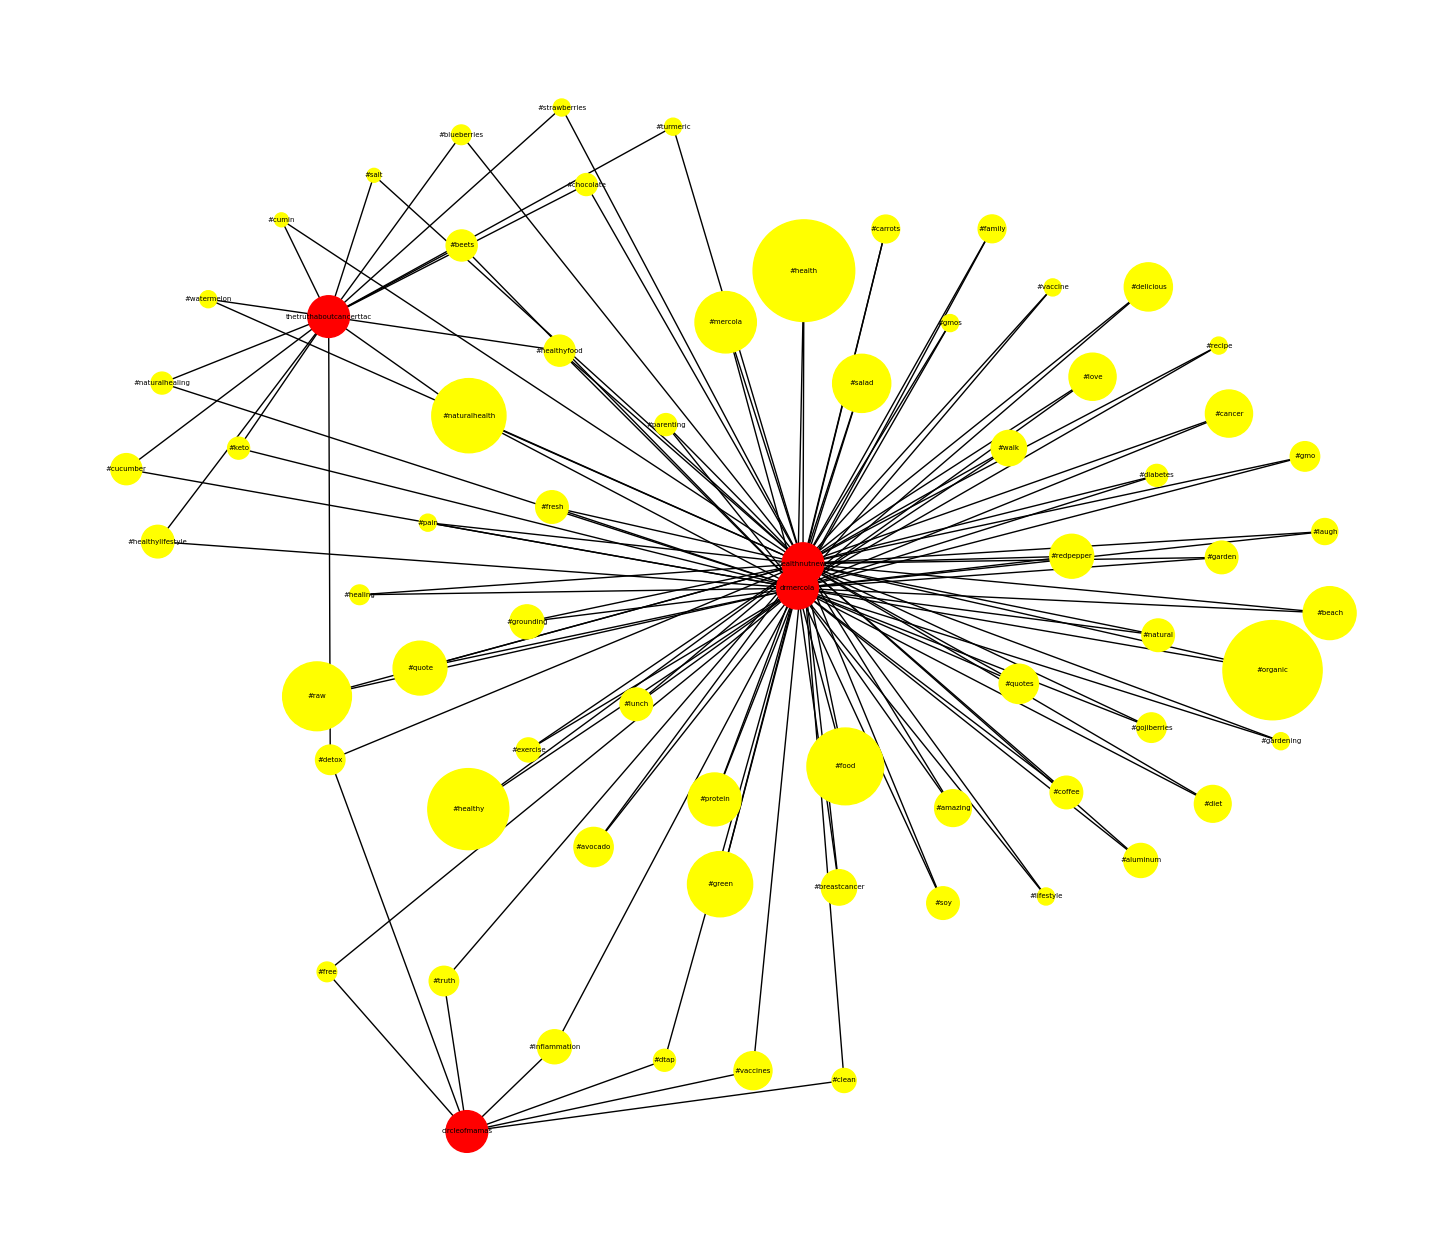 #strawberries
#turmeric
#blueberries
#salt
#chocolate
#cumin
#carrots
#family
#beets
#health
#vaccine
#delicious
#watermelon
thetruthaboutcancerttac
#mercola
#gmos
#recipe
#healthyfood
#love
#naturalhealing
#salad
#naturalhealth
#cancer
#parenting
#keto
#walk
#gmo
#cucumber
#diabetes
#fresh
#pain
#laugh
#healthylifestyle
#redpepper
#garden
drmercola
#healing
#beach
#grounding
#natural
#quote
#organic
#quotes
#raw
#lunch
#gojiberries
#gardening
#exercise
#detox
#food
#coffee
#protein
#diet
#healthy
#amazing
#avocado
#aluminum
#green
#breastcancer
#lifestyle
#soy
#free
#truth
#inflammation
#dtap
#vaccines
#clean
circleofmamas